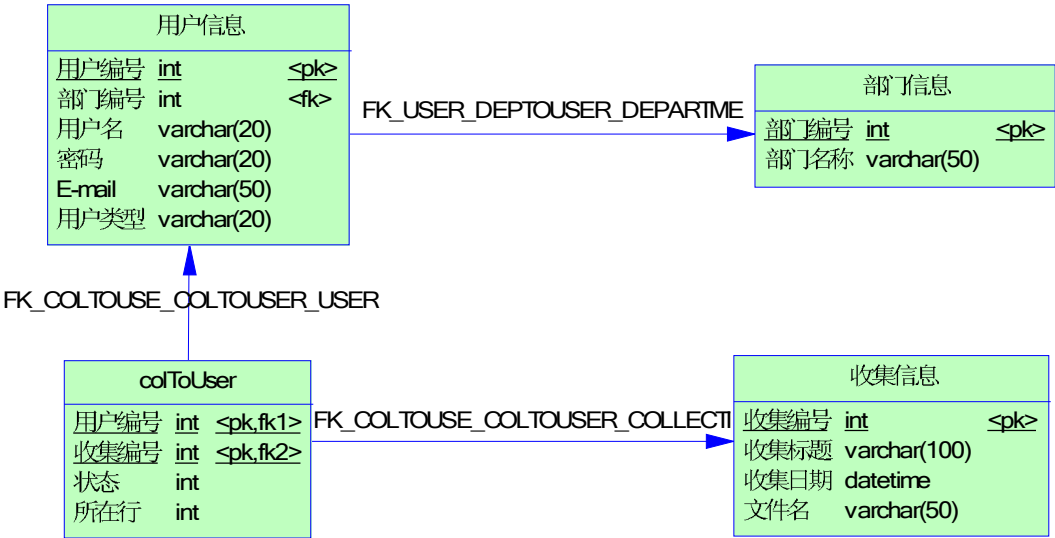 用户信息
用户编号 int <pk>
部门编号 int <fk>
用户名 varchar(20)
密码 varchar(20)
E-mail varchar(50)
用户类型 varchar(20)
FK_USER_DEPTOUSER_DEPARTME
部门信息
部门编号 int <pk>
部门名称 varchar(50)
FK_COLTOUSE_COLTOUSER_USER
colToUser
用户编号 int <pk,fk1>
收集编号 int <pk,fk2>
状态 int
所在行 int
FK_COLTOUSE_COLTOUSER_COLLECTI
收集信息
收集编号 int <pk>
收集标题 varchar(100)
收集日期 datetime
文件名 varchar(50)